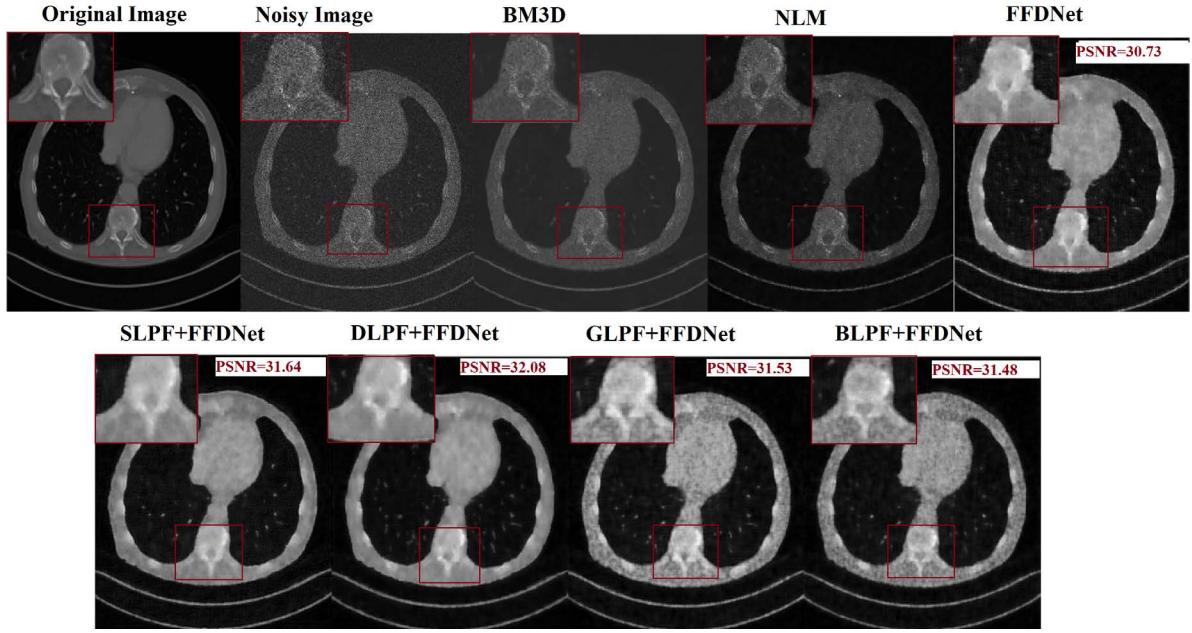 Original Image
Noisy Image
BM3D
NLM
FFDNet
PSNR=30.73
SLPF+FFDNet
DLPF+FFDNet
GLPF+FFDNet
BLPF+FFDNet
PSNR=31.64
PSNR=32.08
PSNR=31.53
PSNR=31.48